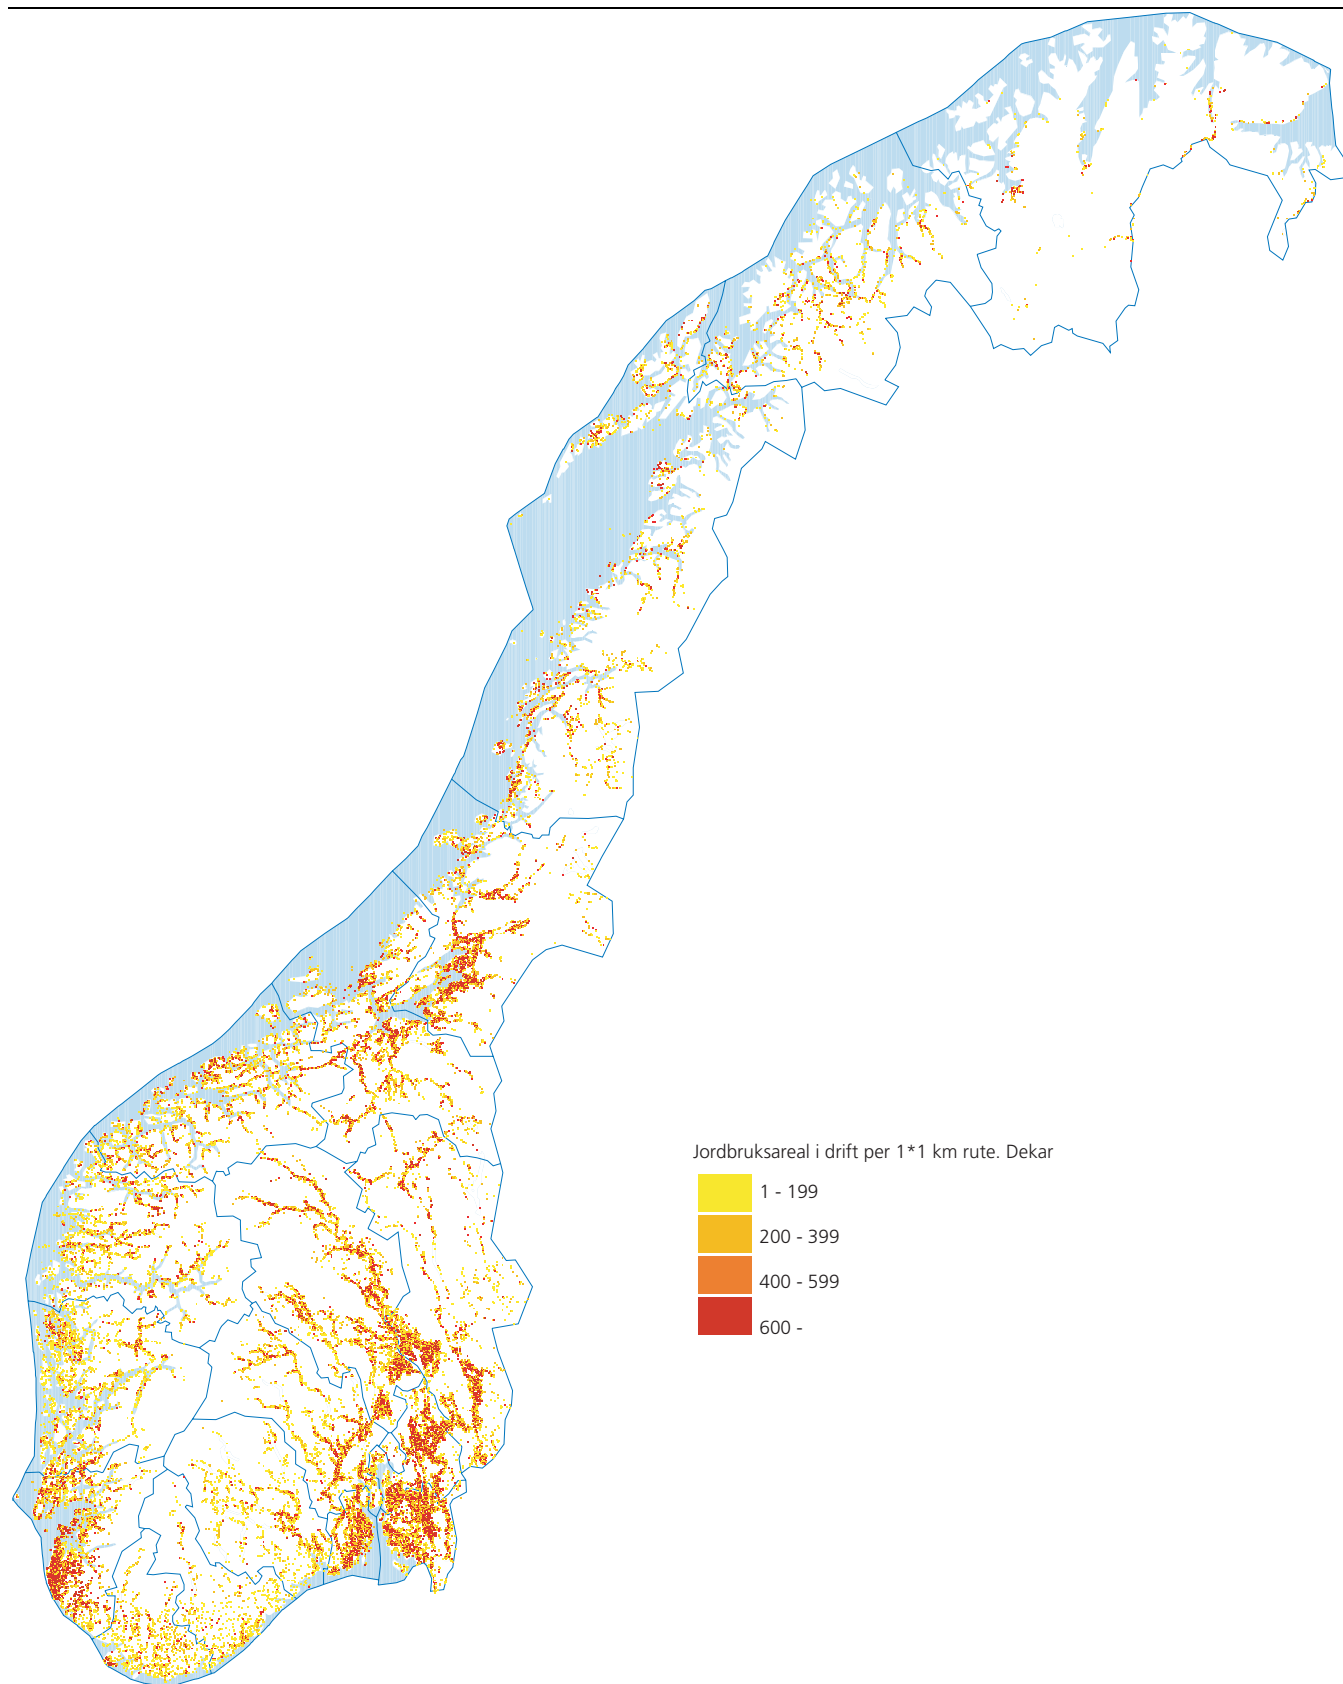 Jordbruksareal i drift per 1*1 km rute. Dekar
1 - 199
200 - 399
400 - 599
600 -